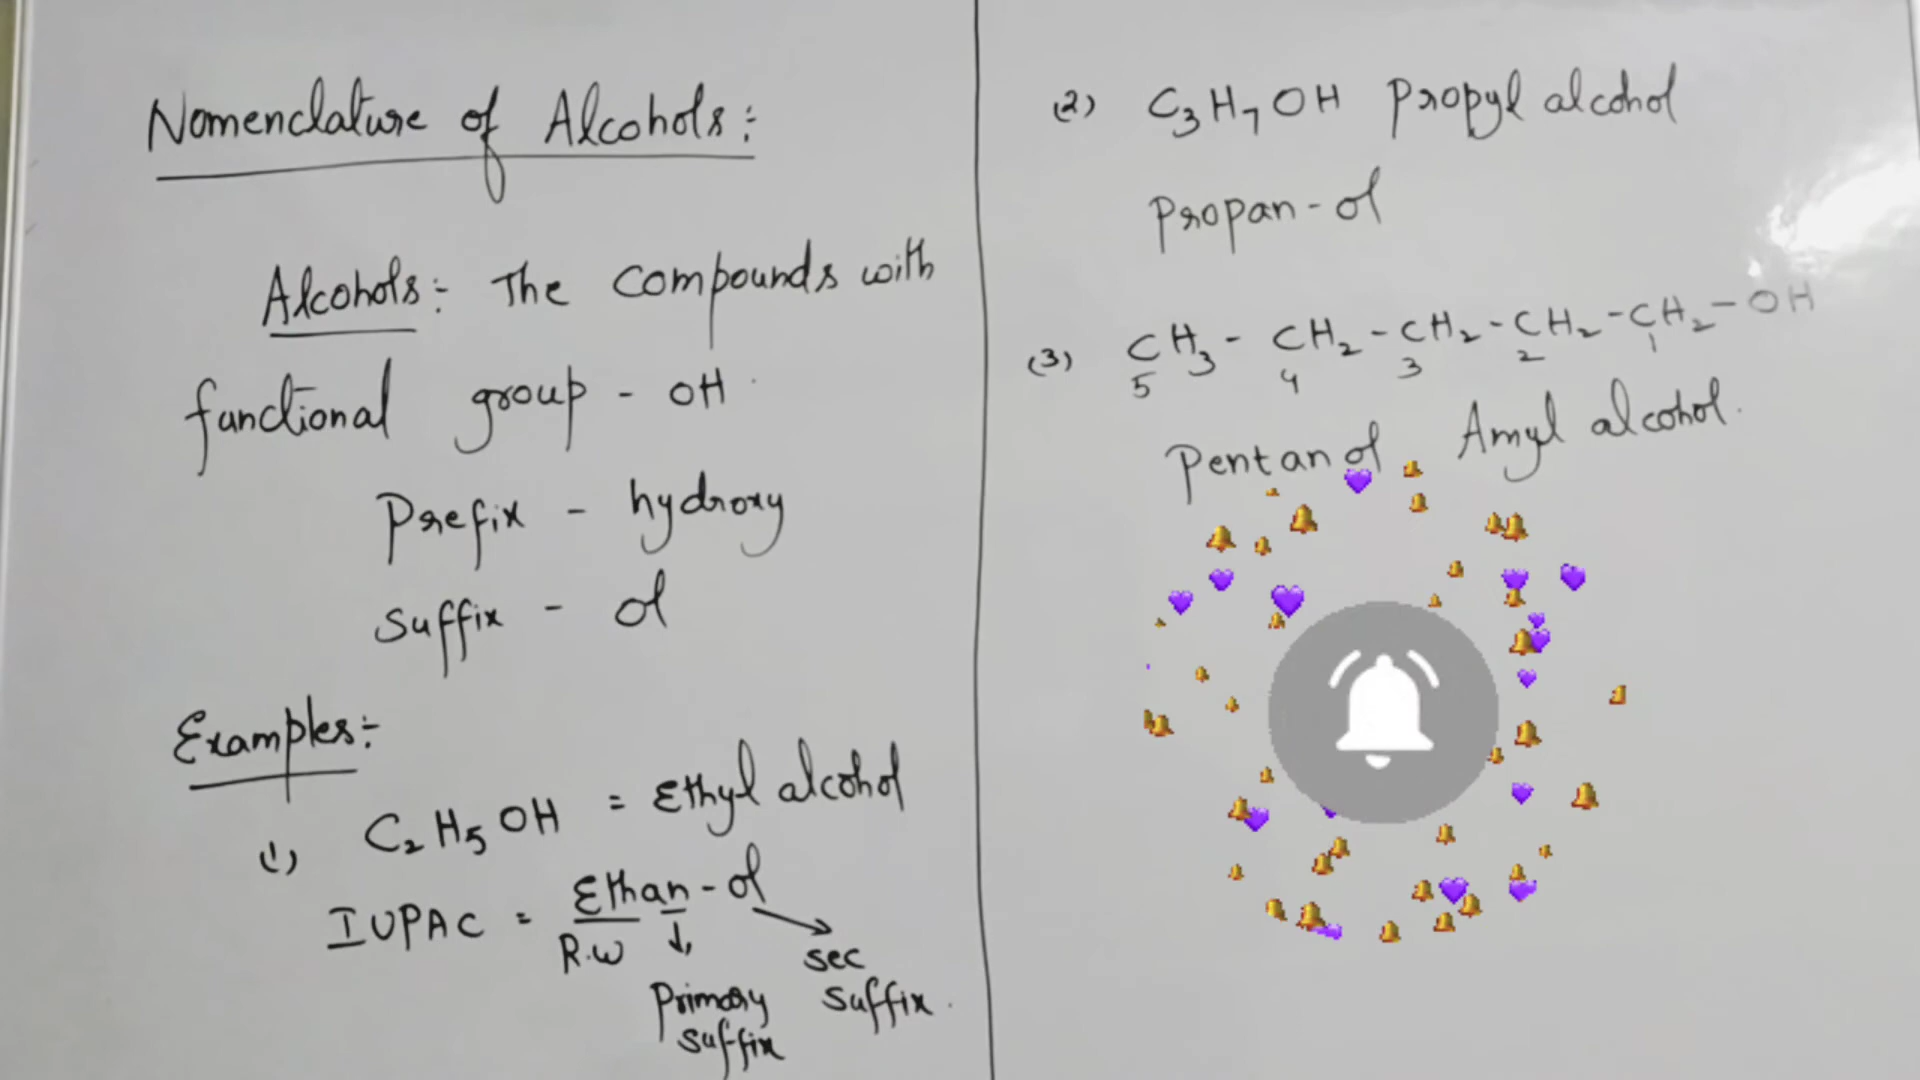 Nomenclature of Alcohols:
Alcohols:- The compounds with
functional group - OH
Prefix - hydroxy
suffix - ol
Examples:-
(1) C₂H₅OH = Ethyl alcohol
IUPAC = Ethan-ol
R.W
sec
Primary suffix
suffix
(2) C₃H₇OH Propyl alcohol
Propan-ol
(3) CH₃-CH₂-CH₂-CH₂-CH₂-OH
5 4 3 2 1
Pentanol Amyl alcohol.